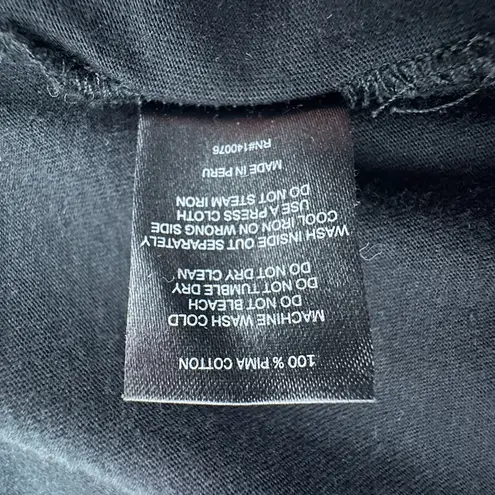 100 % PIMA COTTON
MACHINE WASH COLD
DO NOT BLEACH
DO NOT TUMBLE DRY
DO NOT DRY CLEAN
WASH INSIDE OUT SEPARATELY
COOL IRON ON WRONG SIDE
USE A PRESS CLOTH
DO NOT STEAM IRON
MADE IN PERU
RN#140076